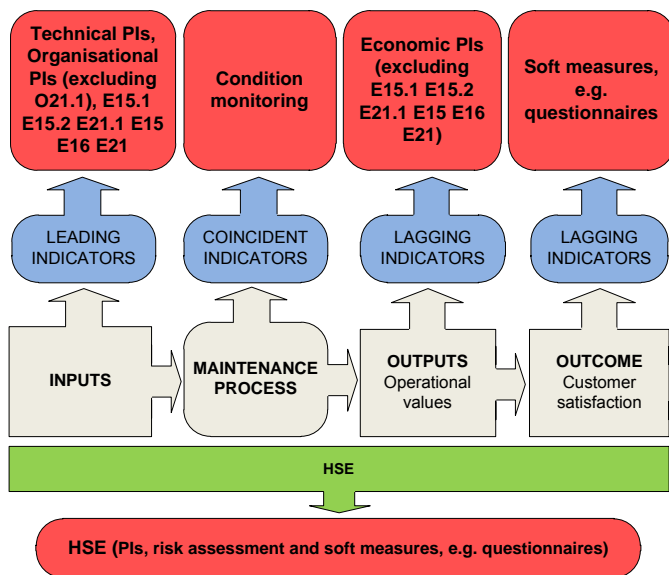 Technical PIs,
Organisational
PIs (excluding
O21.1), E15.1
E15.2 E21.1 E15
E16 E21
Condition
monitoring
Economic PIs
(excluding
E15.1 E15.2
E21.1 E15 E16
E21)
Soft measures,
e.g.
questionnaires
LEADING
INDICATORS
COINCIDENT
INDICATORS
LAGGING
INDICATORS
LAGGING
INDICATORS
INPUTS
MAINTENANCE
PROCESS
OUTPUTS
Operational
values
OUTCOME
Customer
satisfaction
HSE
HSE (PIs, risk assessment and soft measures, e.g. questionnaires)